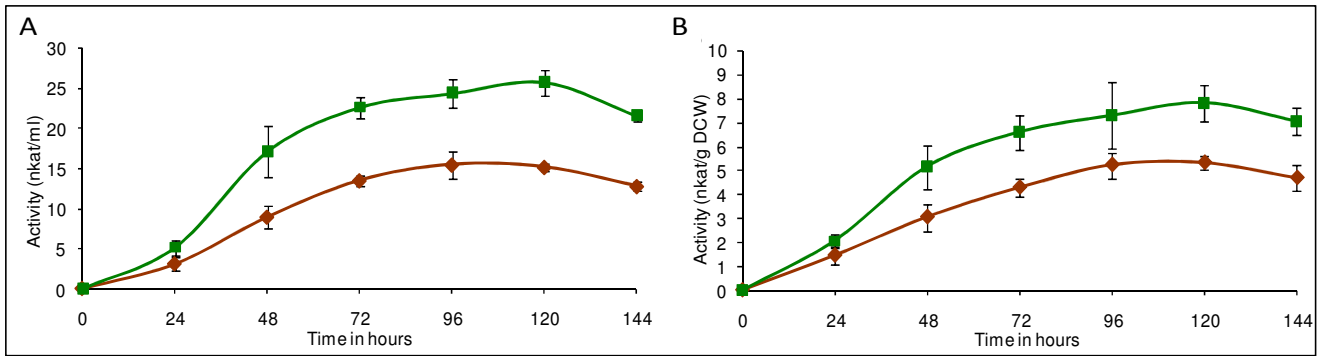 A
Activity (nkat/ml)
30
25
20
15
10
5
0
0 24 48 72 96 120 144
Time in hours
B
Activity (nkat/g DCW)
10
9
8
7
6
5
4
3
2
1
0
0 24 48 72 96 120 144
Time in hours